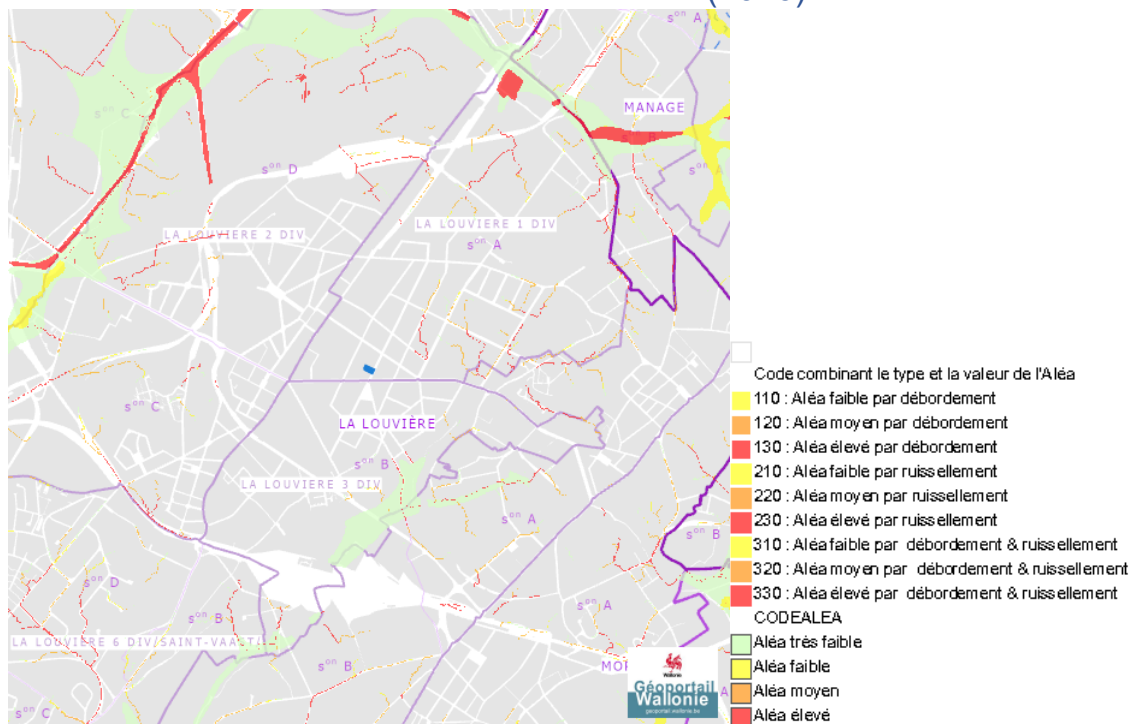 MANAGE
sᵒⁿ C
sᵒⁿ B
sᵒⁿ A
sᵒⁿ D
LA LOUVIERE 1 DIV
LA LOUVIERE 2 DIV
sᵒⁿ A
sᵒⁿ C
LA LOUVIÈRE
sᵒⁿ B
LA LOUVIERE 3 DIV
sᵒⁿ A
sᵒⁿ B
sᵒⁿ D
sᵒⁿ B
sᵒⁿ A
LA LOUVIERE 6 DIV/SAINT-VAAST
sᵒⁿ B
MO
sᵒⁿ C
Wallonie
Géoportail
Wallonie
geoportail.wallonie.be
Code combinant le type et la valeur de l'Aléa
110 : Aléa faible par débordement
120 : Aléa moyen par débordement
130 : Aléa élevé par débordement
210 : Aléa faible par ruissellement
220 : Aléa moyen par ruissellement
230 : Aléa élevé par ruissellement
310 : Aléa faible par débordement & ruissellement
320 : Aléa moyen par débordement & ruissellement
330 : Aléa élevé par débordement & ruissellement
CODEALEA
Aléa très faible
Aléa faible
Aléa moyen
Aléa élevé